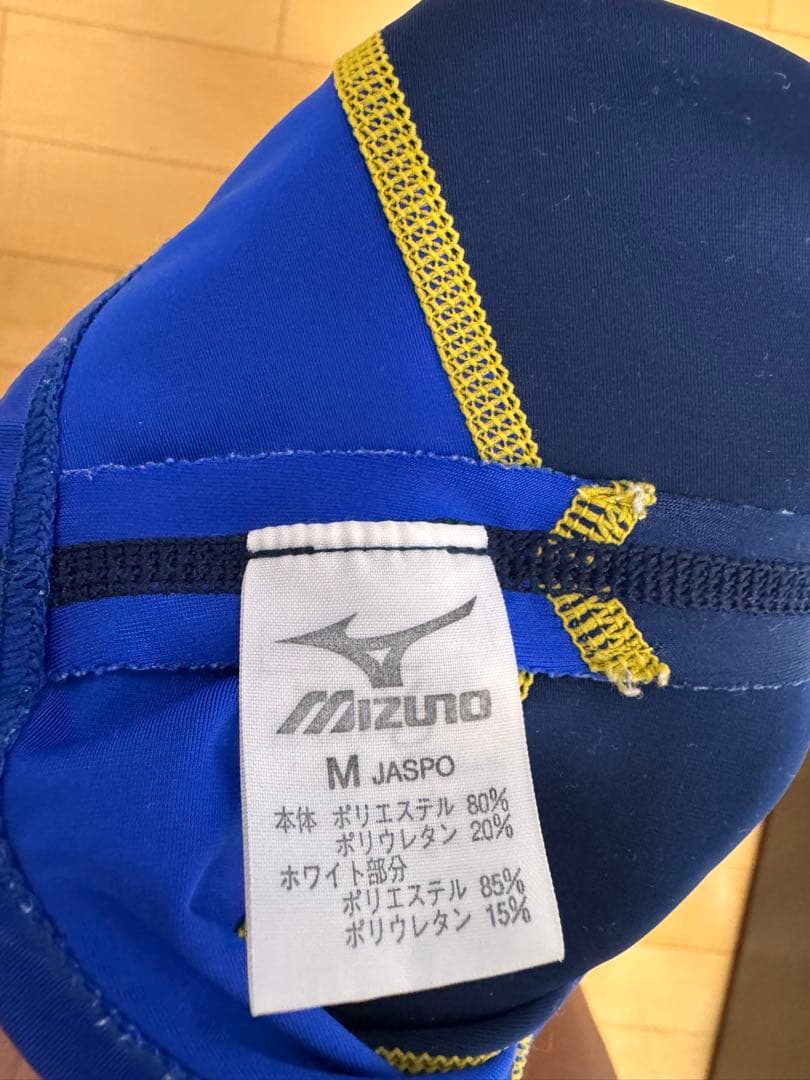 MIZUNO
M JASPO
本体 ポリエステル 80%
ポリウレタン 20%
ホワイト部分
ポリエステル 85%
ポリウレタン 15%